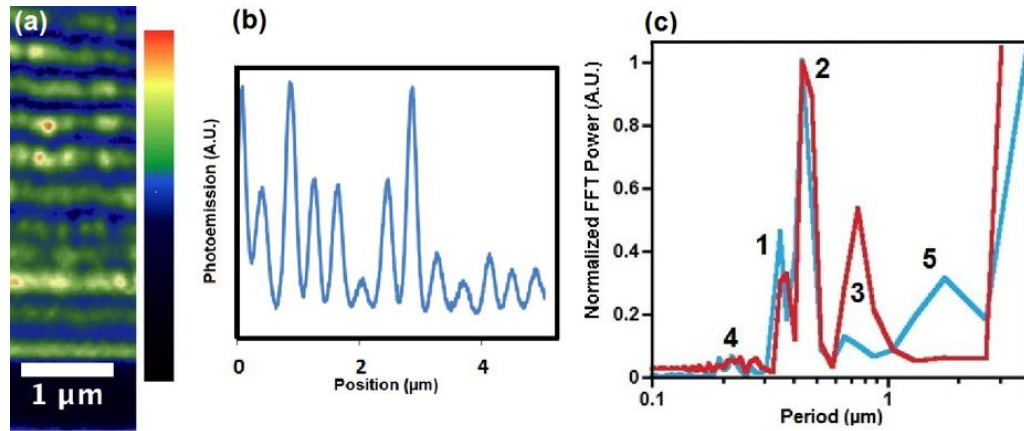 (a)
1 µm
(b)
Photoemission (A.U.)
0
2
4
Position (µm)
(c)
Normalized FFT Power (A.U.)
1
0.8
0.6
0.4
0.2
0
0.1
1
Period (µm)
1
2
3
4
5